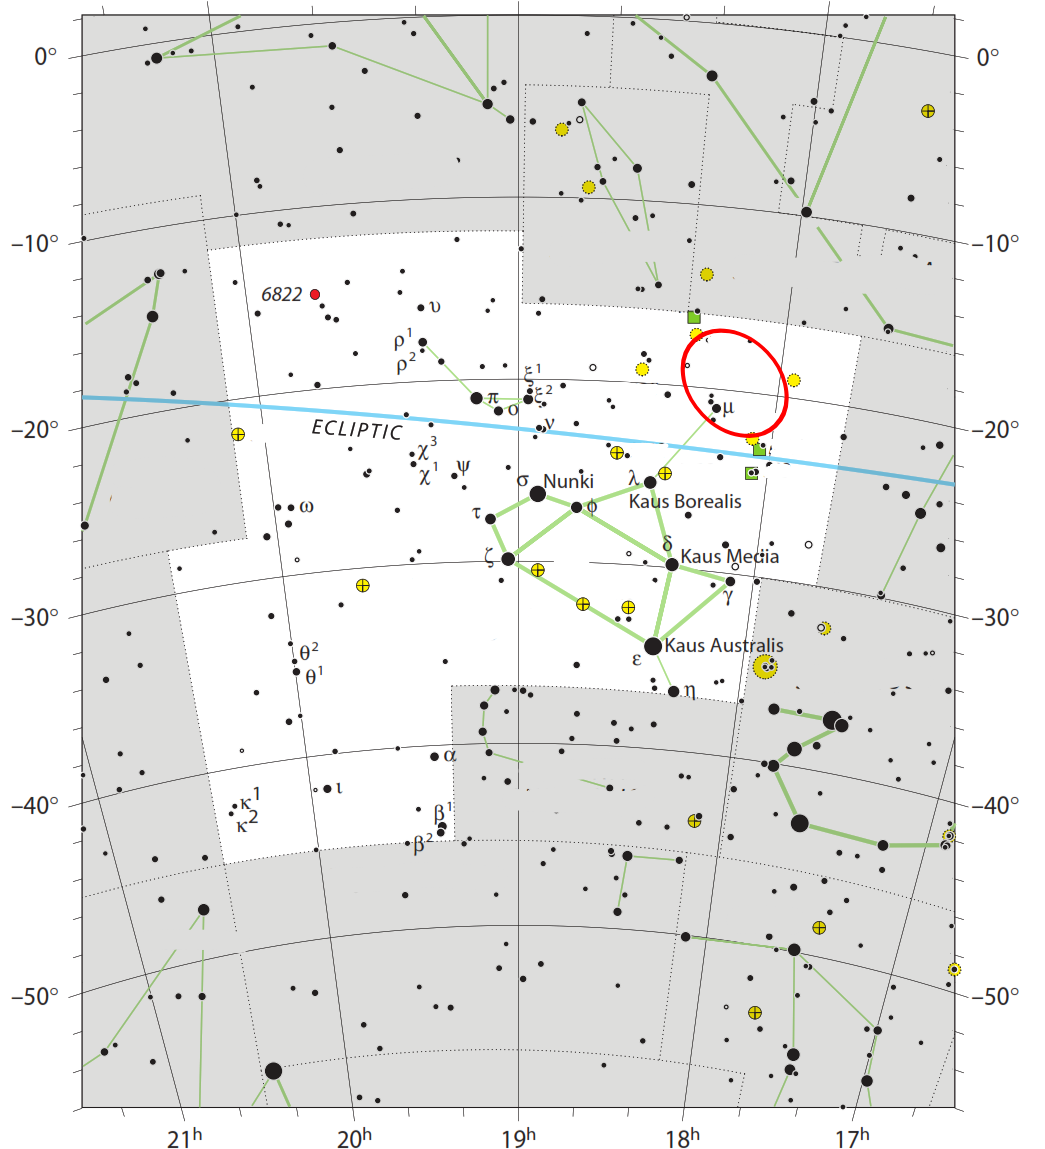 0° 0°
–10° –10°
6822
υ
ρ¹
ρ²
ξ¹
π ξ²
ο
μ
–20° –20°
ν
ECLIPTIC
χ³
χ¹ ψ
σ Nunki λ
Kaus Borealis
ω τ ϕ
δ
ζ Kaus Media
γ
–30° –30°
θ² Kaus Australis
ε
θ¹
η
α
ι
–40° –40°
κ¹
κ² β¹
β²
–50° –50°
21ʰ 20ʰ 19ʰ 18ʰ 17ʰ